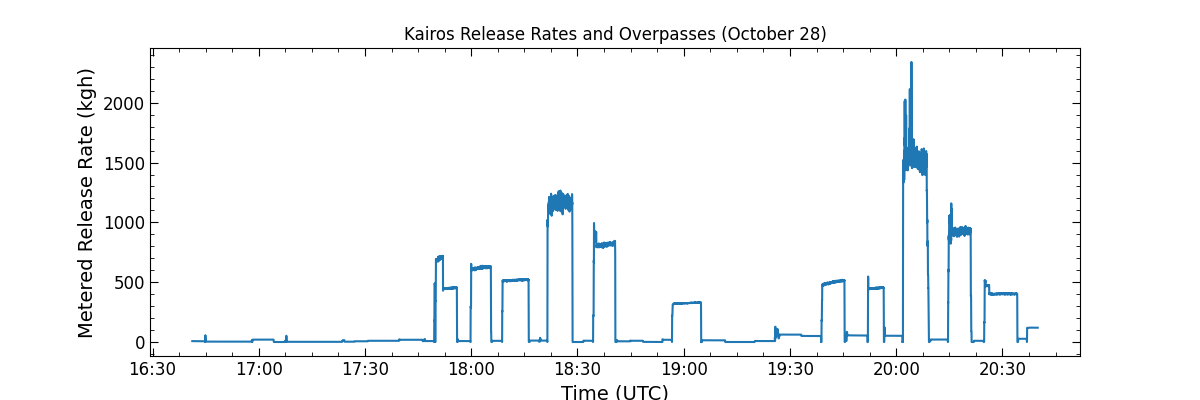 Kairos Release Rates and Overpasses (October 28)
Metered Release Rate (kgh)
2000
1500
1000
500
0
16:30 17:00 17:30 18:00 18:30 19:00 19:30 20:00 20:30
Time (UTC)